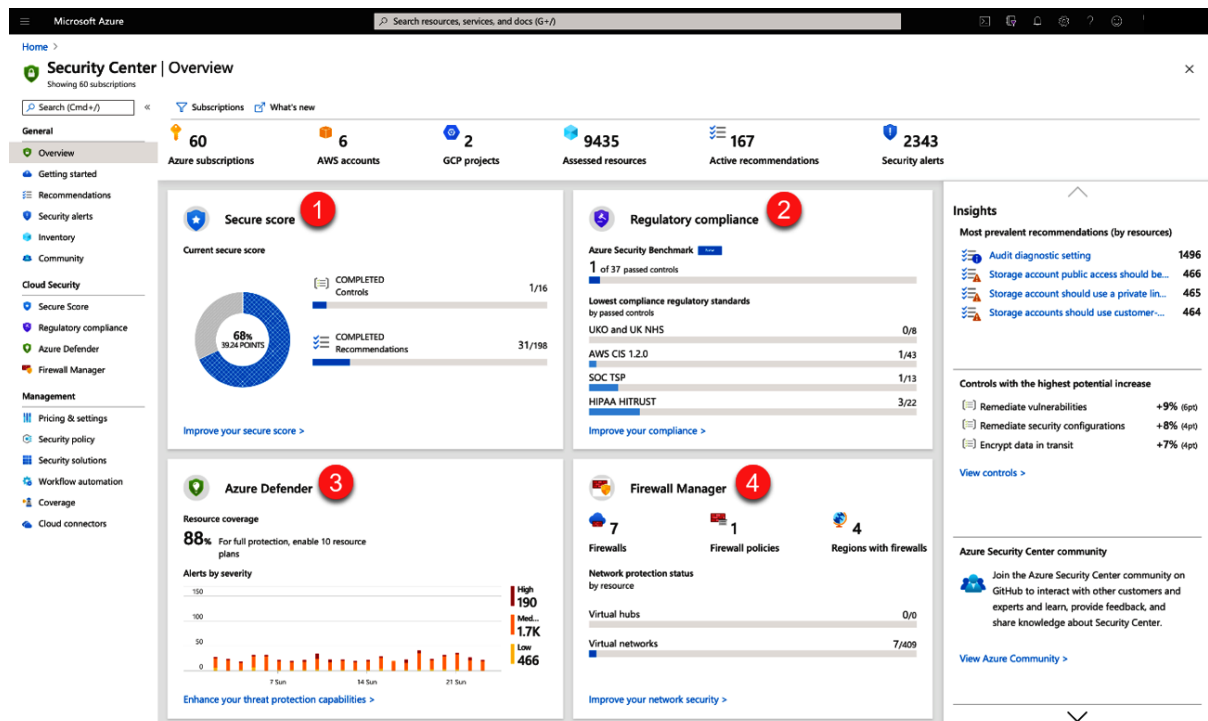 Microsoft Azure
Search resources, services, and docs (G+/)
Home >
Security Center | Overview
Showing 60 subscriptions
Search (Cmd+/)
«
Subscriptions
What's new
General
Overview
Getting started
Recommendations
Security alerts
Inventory
Community
Cloud Security
Secure Score
Regulatory compliance
Azure Defender
Firewall Manager
Management
Pricing & settings
Security policy
Security solutions
Workflow automation
Coverage
Cloud connectors
60
Azure subscriptions
6
AWS accounts
2
GCP projects
9435
Assessed resources
167
Active recommendations
2343
Security alerts
Secure score
1
Current secure score
68%
39.24 POINTS
COMPLETED
Controls
1/16
COMPLETED
Recommendations
31/198
Improve your secure score >
Regulatory compliance
2
Azure Security Benchmark
1 of 37 passed controls
Lowest compliance regulatory standards
by passed controls
UKO and UK NHS
0/8
AWS CIS 1.2.0
1/43
SOC TSP
1/13
HIPAA HITRUST
3/22
Improve your compliance >
Azure Defender
3
Resource coverage
88% For full protection, enable 10 resource
plans
Alerts by severity
150
100
50
0
7 Sun
14 Sun
21 Sun
High
190
Med...
1.7K
Low
466
Enhance your threat protection capabilities >
Firewall Manager
4
7
Firewalls
1
Firewall policies
4
Regions with firewalls
Network protection status
by resource
Virtual hubs
0/0
Virtual networks
7/409
Improve your network security >
Insights
Most prevalent recommendations (by resources)
Audit diagnostic setting
1496
Storage account public access should be...
466
Storage account should use a private lin...
465
Storage accounts should use customer-...
464
Controls with the highest potential increase
Remediate vulnerabilities
+9% (6pt)
Remediate security configurations
+8% (4pt)
Encrypt data in transit
+7% (4pt)
View controls >
Azure Security Center community
Join the Azure Security Center community on
GitHub to interact with other customers and
experts and learn, provide feedback, and
share knowledge about Security Center.
View Azure Community >